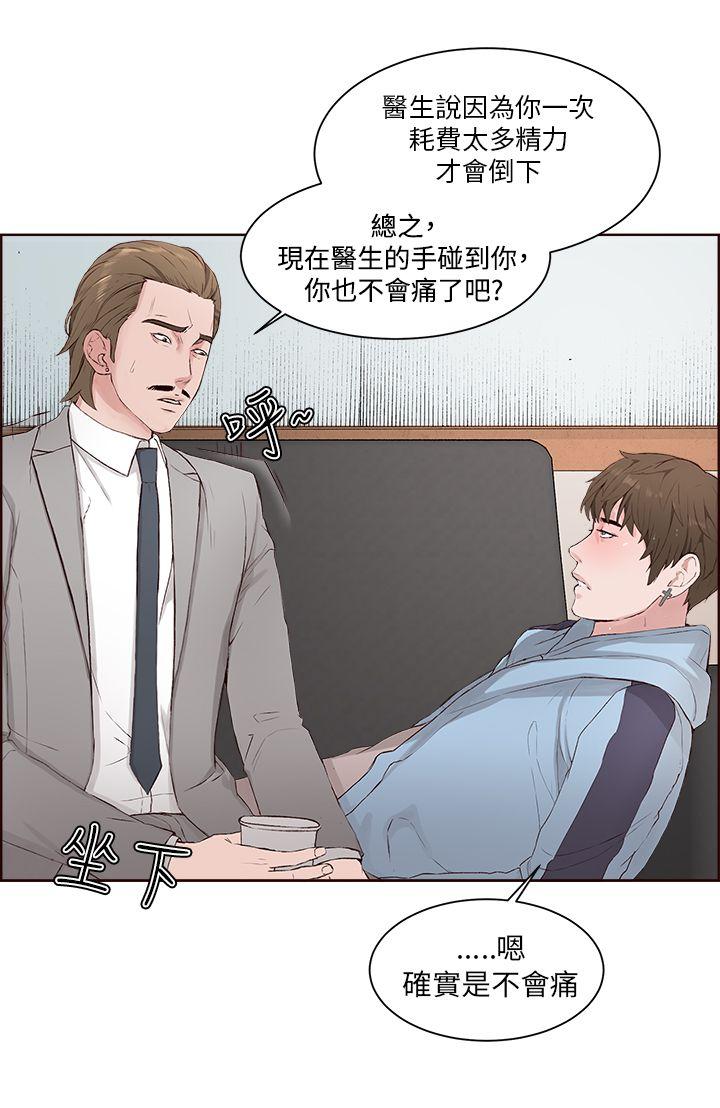 醫生說因為你一次
耗費太多精力
才會倒下
總之，
現在醫生的手碰到你，
你也不會痛了吧?
呼~
坐下
.....嗯
確實是不會痛